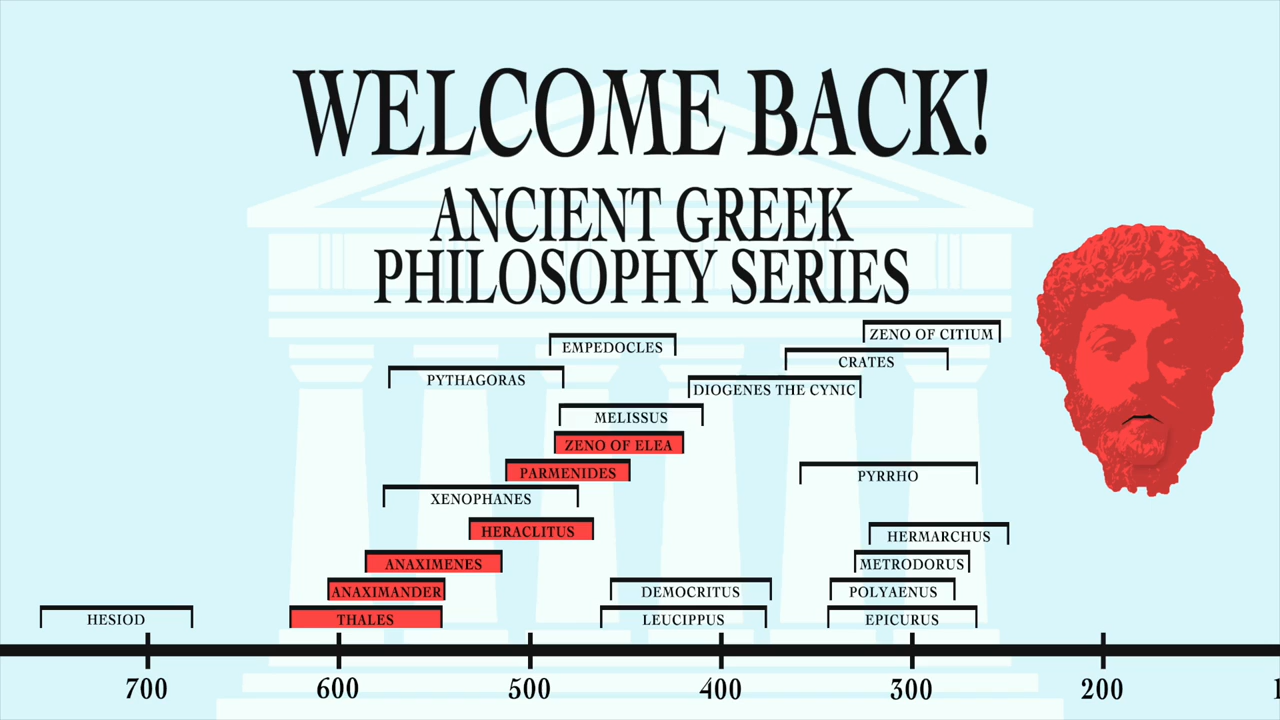 WELCOME BACK!
ANCIENT GREEK
PHILOSOPHY SERIES
ZENO OF CITIUM
EMPEDOCLES
CRATES
PYTHAGORAS
DIOGENES THE CYNIC
MELISSUS
ZENO OF ELEA
PARMENIDES
PYRRHO
XENOPHANES
HERACLITUS
HERMARCHUS
ANAXIMENES
METRODORUS
ANAXIMANDER
DEMOCRITUS
POLYAENUS
HESIOD
THALES
LEUCIPPUS
EPICURUS
700 600 500 400 300 200 1